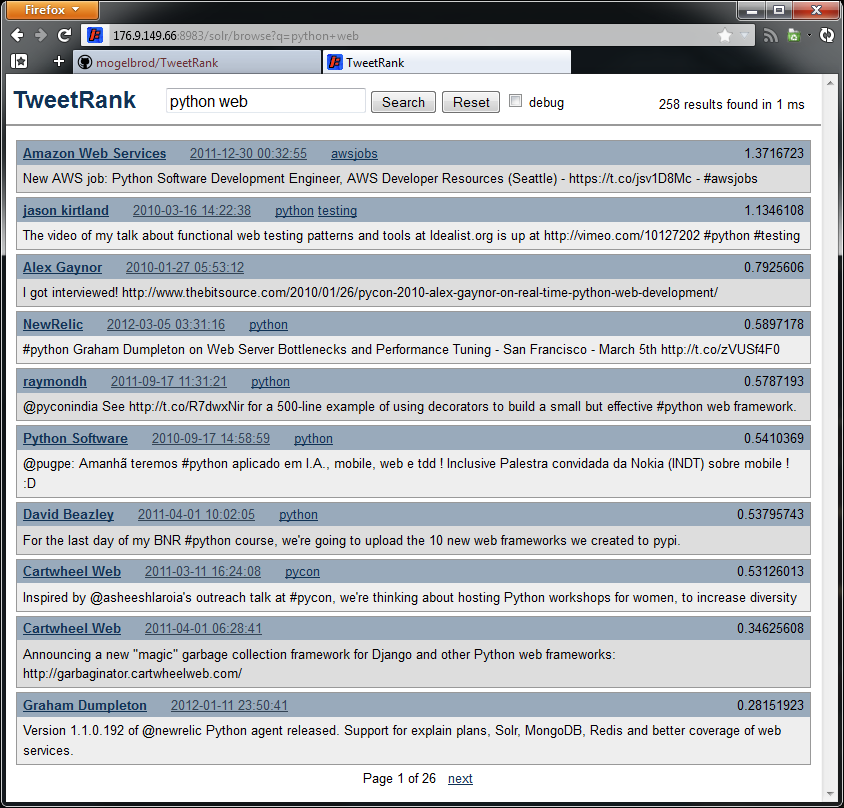 Firefox
176.9.149.66:8983/solr/browse?q=python+web
mogelbrod/TweetRank
TweetRank
TweetRank
python web
Search
Reset
debug
258 results found in 1 ms
Amazon Web Services 2011-12-30 00:32:55 awsjobs 1.3716723
New AWS job: Python Software Development Engineer, AWS Developer Resources (Seattle) - https://t.co/jsv1D8Mc - #awsjobs
jason kirtland 2010-03-16 14:22:38 python testing 1.1346108
The video of my talk about functional web testing patterns and tools at Idealist.org is up at http://vimeo.com/10127202 #python #testing
Alex Gaynor 2010-01-27 05:53:12 0.7925606
I got interviewed! http://www.thebitsource.com/2010/01/26/pycon-2010-alex-gaynor-on-real-time-python-web-development/
NewRelic 2012-03-05 03:31:16 python 0.5897178
#python Graham Dumpleton on Web Server Bottlenecks and Performance Tuning - San Francisco - March 5th http://t.co/zVUSf4F0
raymondh 2011-09-17 11:31:21 python 0.5787193
@pyconindia See http://t.co/R7dwxNir for a 500-line example of using decorators to build a small but effective #python web framework.
Python Software 2010-09-17 14:58:59 python 0.5410369
@pugpe: Amanhã teremos #python aplicado em I.A., mobile, web e tdd ! Inclusive Palestra convidada da Nokia (INDT) sobre mobile !
:D
David Beazley 2011-04-01 10:02:05 python 0.53795743
For the last day of my BNR #python course, we're going to upload the 10 new web frameworks we created to pypi.
Cartwheel Web 2011-03-11 16:24:08 pycon 0.53126013
Inspired by @asheeshlaroia's outreach talk at #pycon, we're thinking about hosting Python workshops for women, to increase diversity
Cartwheel Web 2011-04-01 06:28:41 0.34625608
Announcing a new "magic" garbage collection framework for Django and other Python web frameworks:
http://garbaginator.cartwheelweb.com/
Graham Dumpleton 2012-01-11 23:50:41 0.28151923
Version 1.1.0.192 of @newrelic Python agent released. Support for explain plans, Solr, MongoDB, Redis and better coverage of web
services.
Page 1 of 26 next